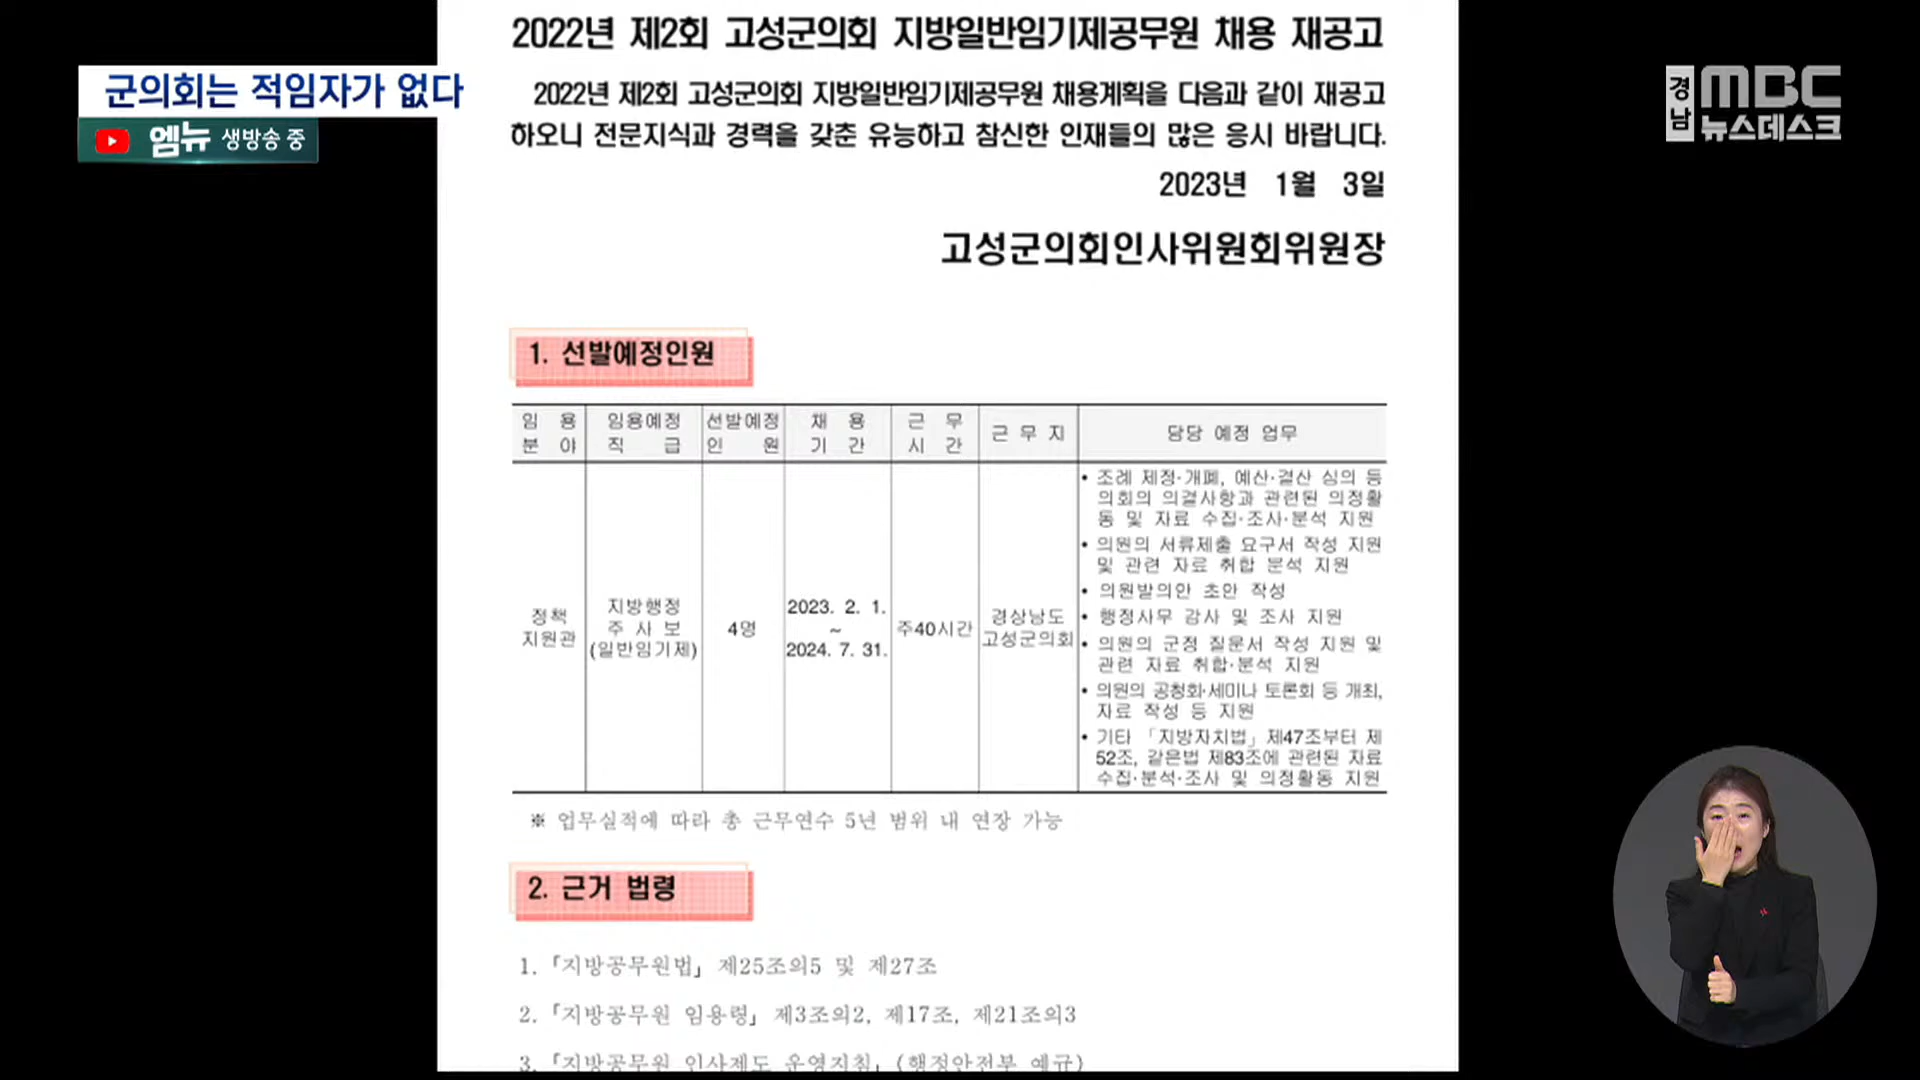 2022년 제2회 고성군의회 지방일반임기제공무원 채용 재공고
군의회는 적임자가 없다
엠뉴 생방송 중
경남
MBC
뉴스데스크
2022년 제2회 고성군의회 지방일반임기제공무원 채용계획을 다음과 같이 재공고
하오니 전문지식과 경력을 갖춘 유능하고 참신한 인재들의 많은 응시 바랍니다.
2023년 1월 3일
고성군의회인사위원회위원장
1. 선발예정인원
임 용
분 야
임용예정
직 급
선발예정
인 원
채 용
기 간
근 무
시 간
근 무 지
담당 예정 업무
정책
지원관
지방행정
주 사 보
(일반임기제)
4명
2023. 2. 1.
~
2024. 7. 31.
주40시간
경상남도
고성군의회
• 조례 제정·개폐, 예산·결산 심의 등
의회의 의결사항과 관련된 의정활
동 및 자료 수집·조사·분석 지원
• 의원의 서류제출 요구서 작성 지원
및 관련 자료 취합 분석 지원
• 의원발의안 초안 작성
• 행정사무 감사 및 조사 지원
• 의원의 군정 질문서 작성 지원 및
관련 자료 취합·분석 지원
• 의원의 공청회·세미나 토론회 등 개최,
자료 작성 등 지원
• 기타 「지방자치법」 제47조부터 제
52조, 같은법 제83조에 관련된 자료
수집·분석·조사 및 의정활동 지원
※ 업무실적에 따라 총 근무연수 5년 범위 내 연장 가능
2. 근거 법령
1. 「지방공무원법」 제25조의5 및 제27조
2. 「지방공무원 임용령」 제3조의2, 제17조, 제21조의3
3. 「지방공무원 인사제도 운영지침」 (행정안전부 예규)